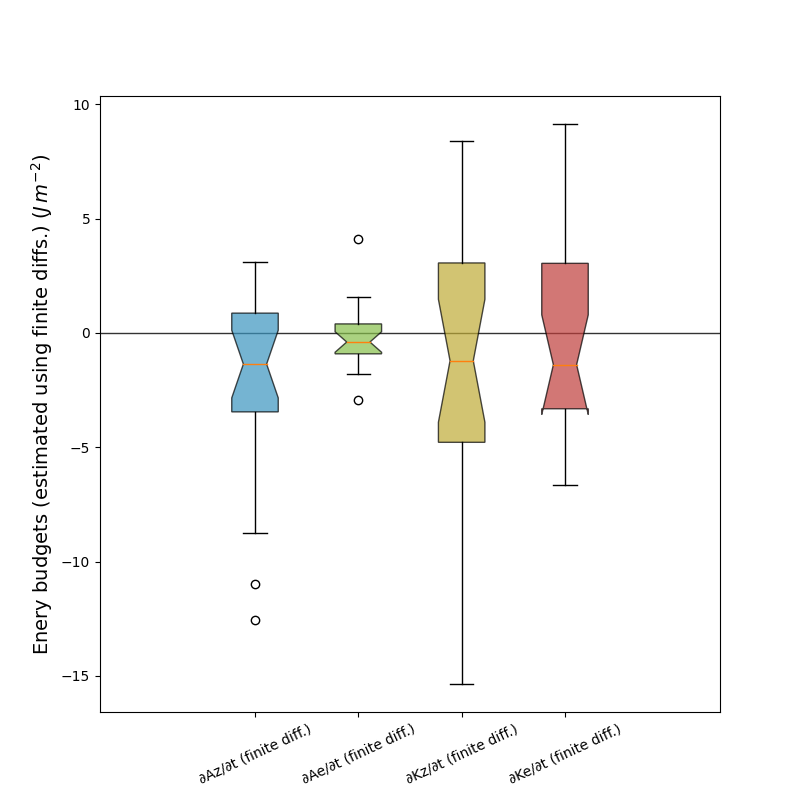 Enery budgets (estimated using finite diffs.) (J m⁻²)
10
5
0
−5
−10
−15
∂Az/∂t (finite diff.)
∂Ae/∂t (finite diff.)
∂Kz/∂t (finite diff.)
∂Ke/∂t (finite diff.)